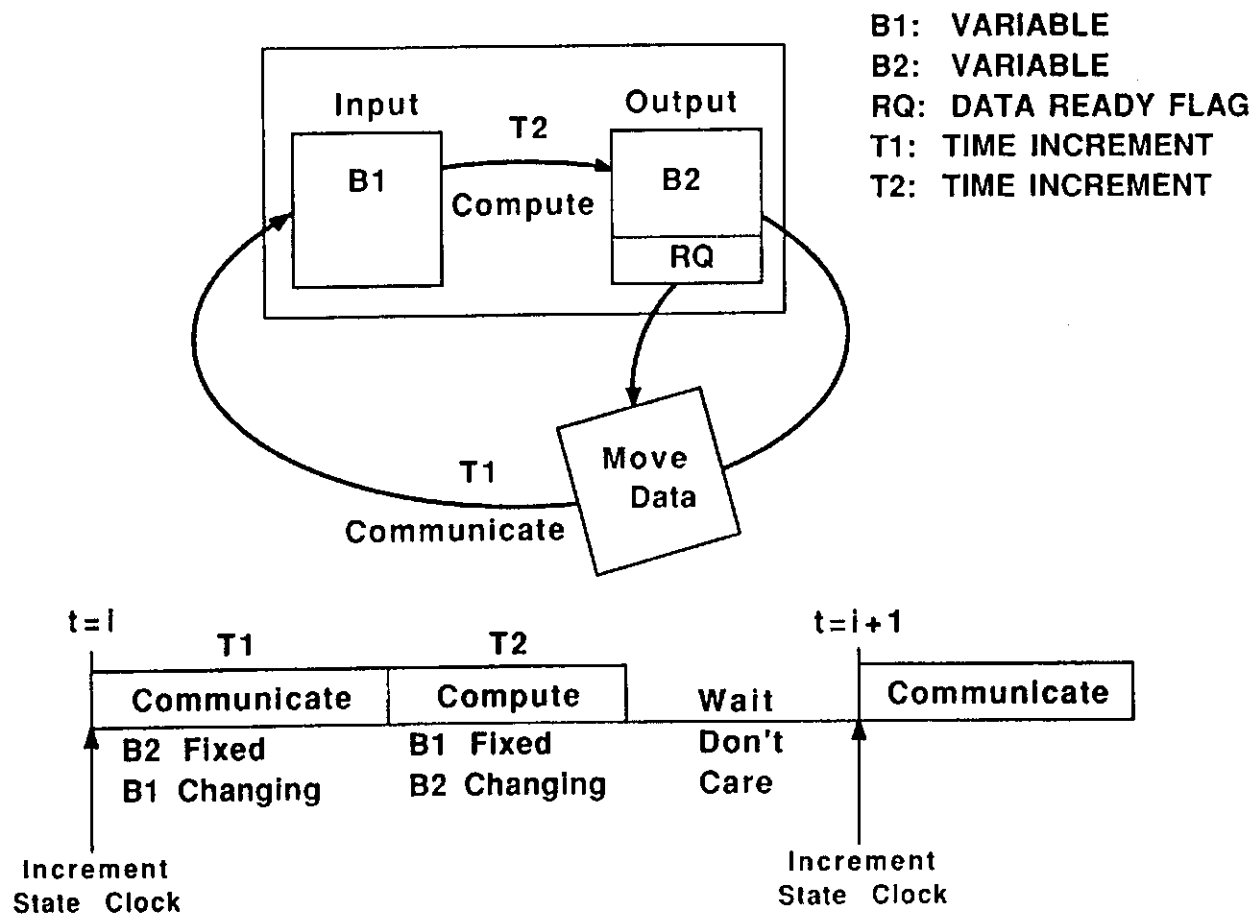 B1: VARIABLE
B2: VARIABLE
RQ: DATA READY FLAG
T1: TIME INCREMENT
T2: TIME INCREMENT
Input
Output
T2
B1
B2
Compute
RQ
Move
Data
T1
Communicate
t=i
T1
T2
t=i+1
Communicate
Compute
Wait
Communicate
B2 Fixed
B1 Fixed
Don't
B1 Changing
B2 Changing
Care
Increment
State Clock
Increment
State Clock